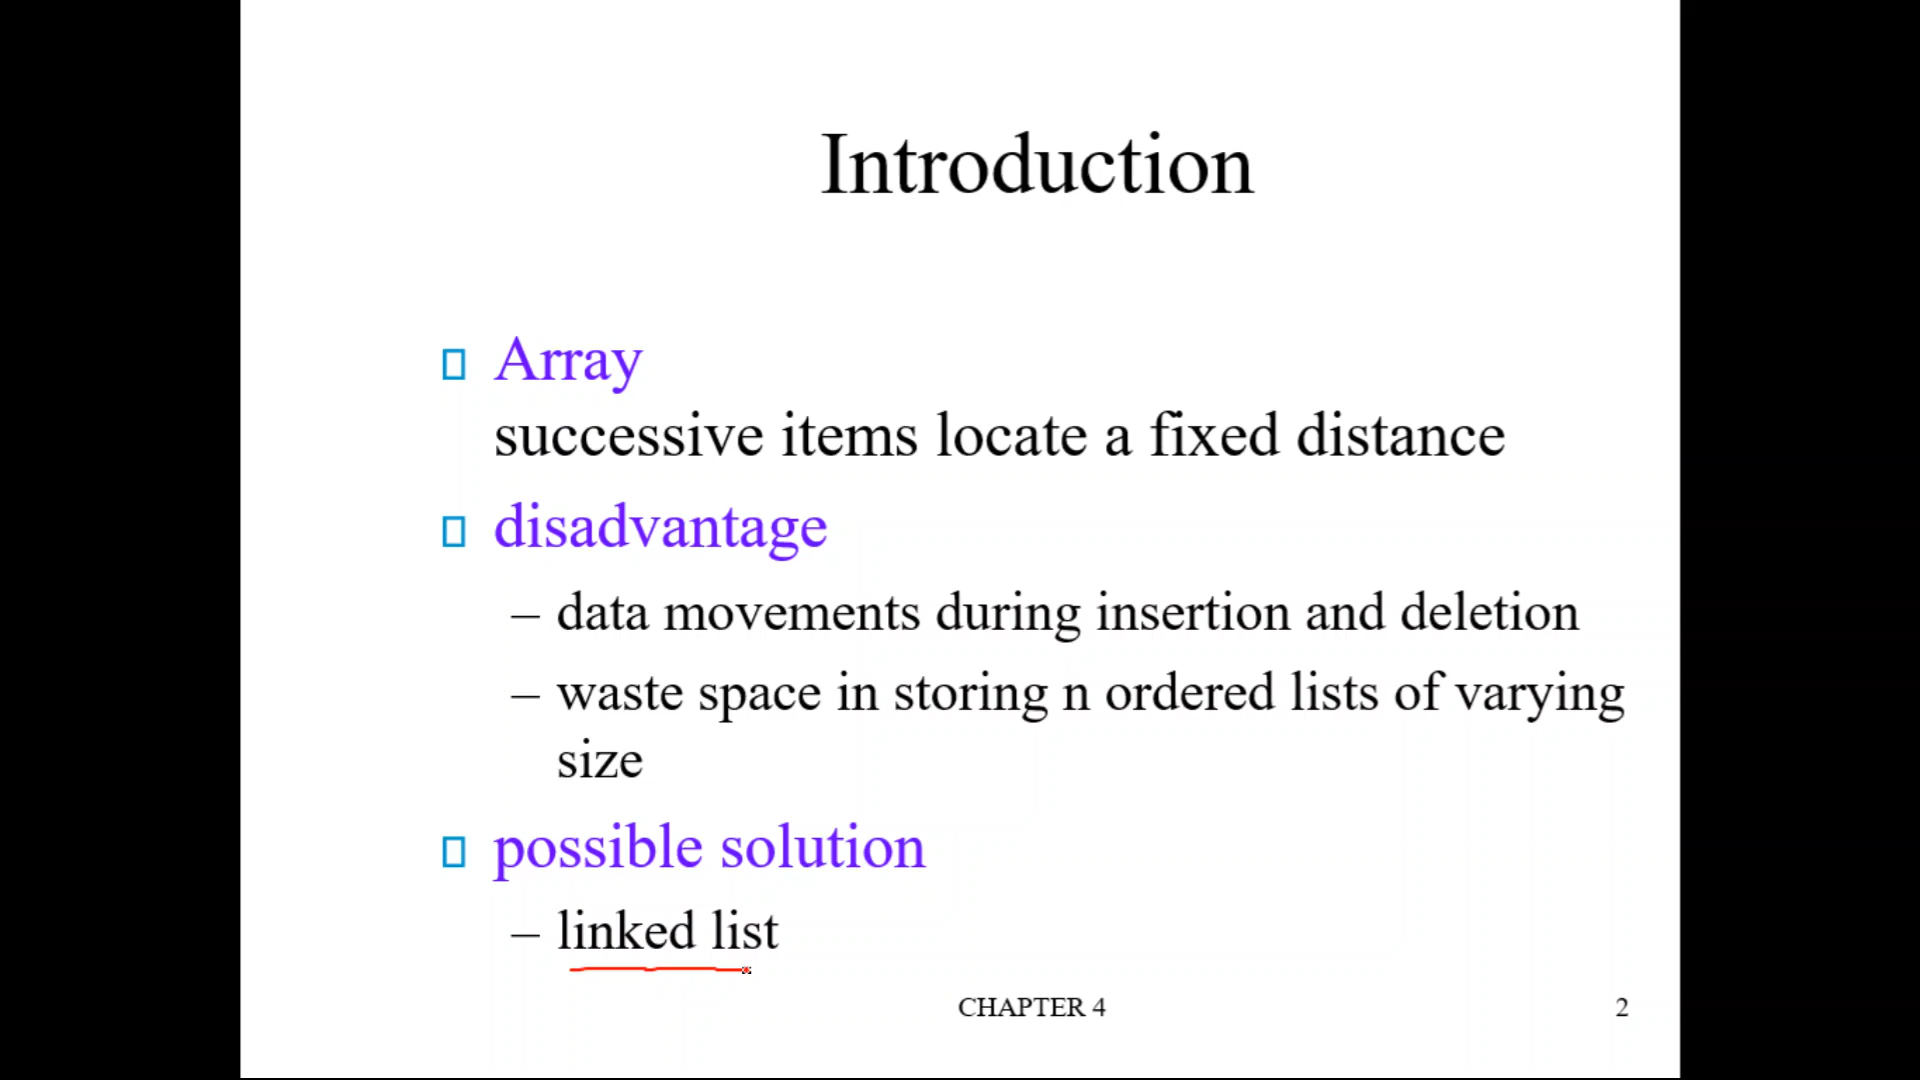 Introduction
Array
successive items locate a fixed distance
disadvantage
– data movements during insertion and deletion
– waste space in storing n ordered lists of varying
size
possible solution
– linked list
CHAPTER 4
2